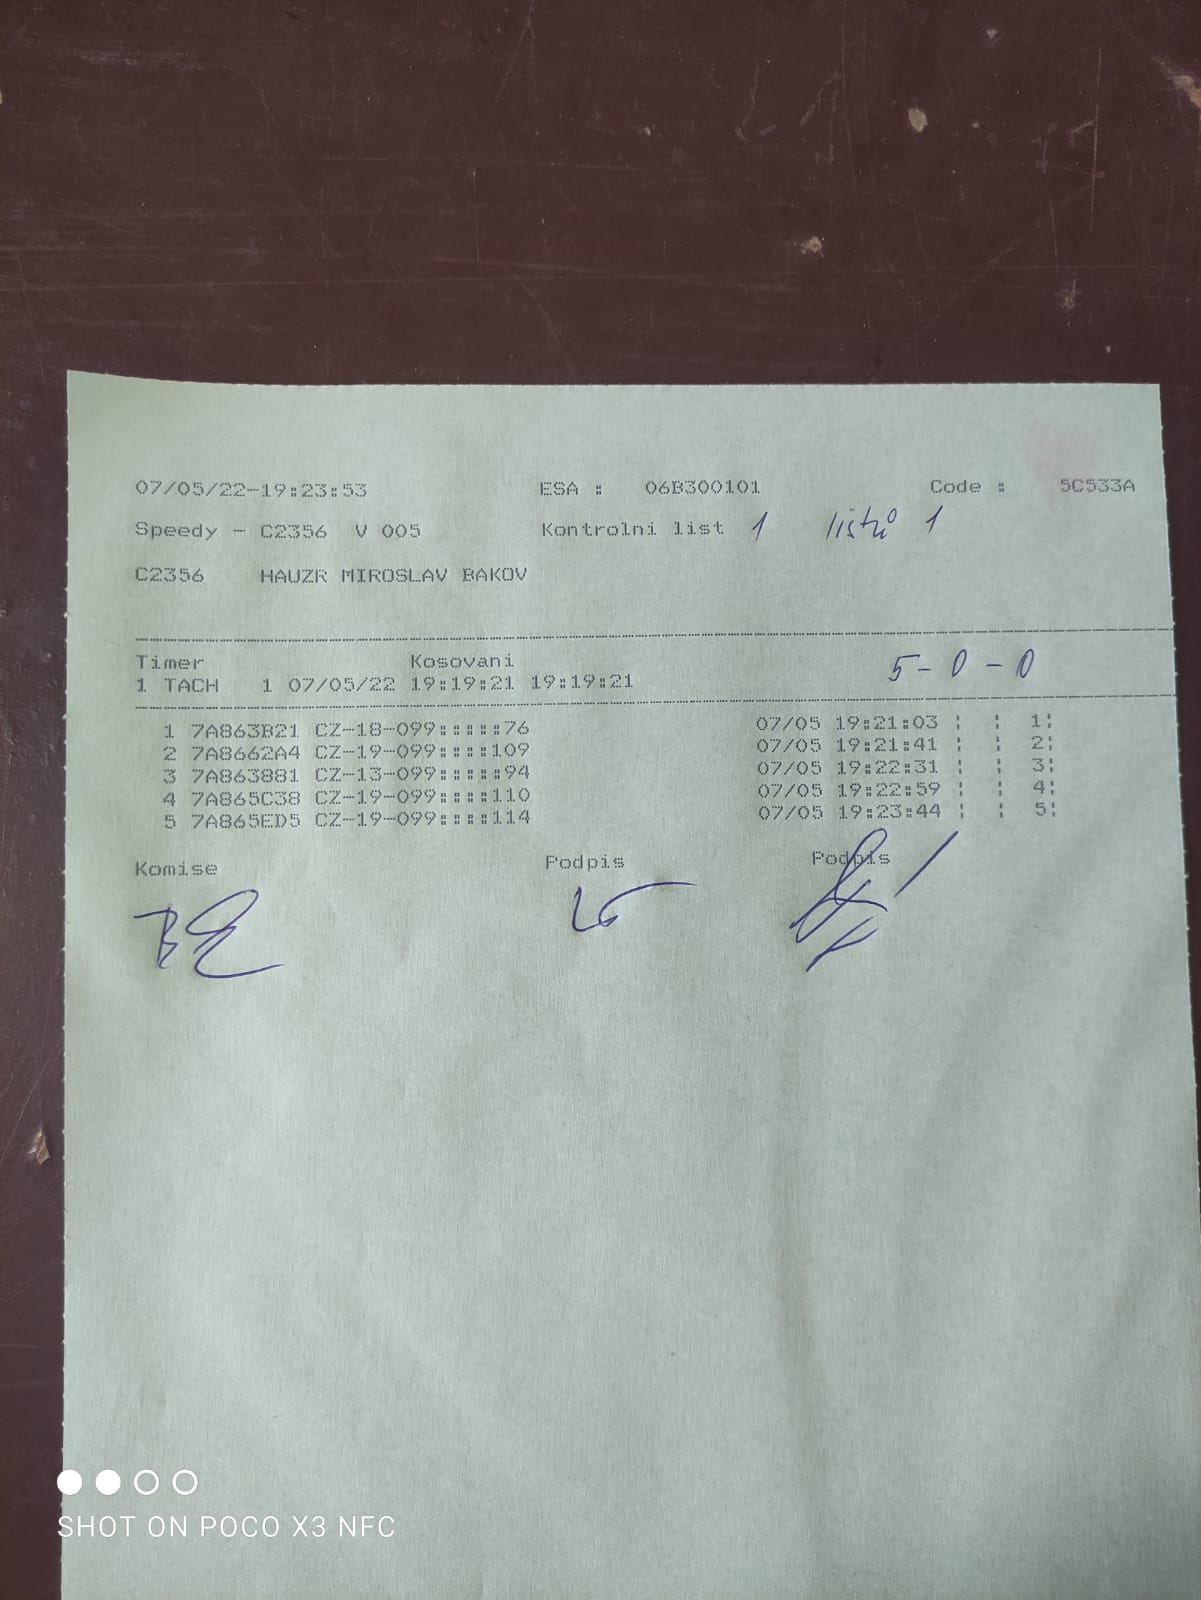 07/05/22-19:23:53 ESA : 06B300101 Code : 5C533A
Speedy - C2356 V 005 Kontrolni list 1 listů 1
C2356 HAUZR MIROSLAV BAKOV
Timer Kosovani 5-0-0
1 TACH 1 07/05/22 19:19:21 19:19:21
1 7A863B21 CZ-18-099:::::76 07/05 19:21:03 ¦ ¦ 1¦
2 7A8662A4 CZ-19-099::::109 07/05 19:21:41 ¦ ¦ 2¦
3 7A863881 CZ-13-099:::::94 07/05 19:22:31 ¦ ¦ 3¦
4 7A865C38 CZ-19-099::::110 07/05 19:22:59 ¦ ¦ 4¦
5 7A865ED5 CZ-19-099::::114 07/05 19:23:44 ¦ ¦ 5¦
Komise Podpis Podpis
SHOT ON POCO X3 NFC